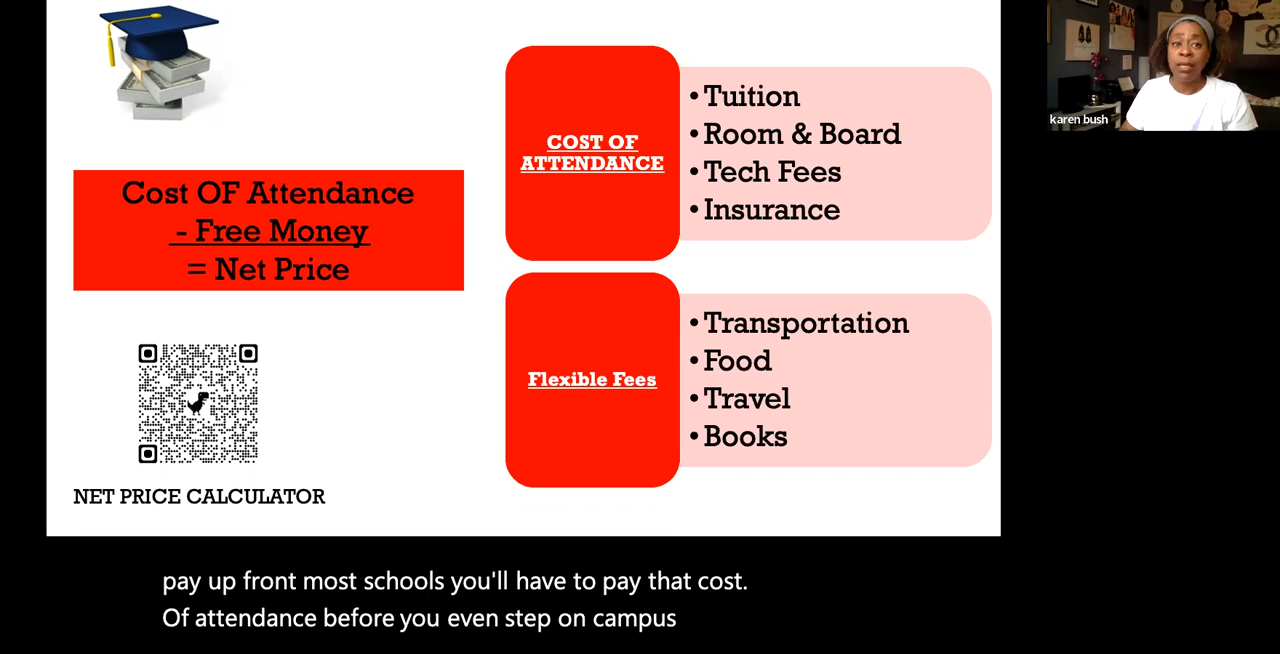 Cost OF Attendance
- Free Money
= Net Price
NET PRICE CALCULATOR
COST OF
ATTENDANCE
• Tuition
• Room & Board
• Tech Fees
• Insurance
Flexible Fees
• Transportation
• Food
• Travel
• Books
karen bush
pay up front most schools you'll have to pay that cost.
Of attendance before you even step on campus